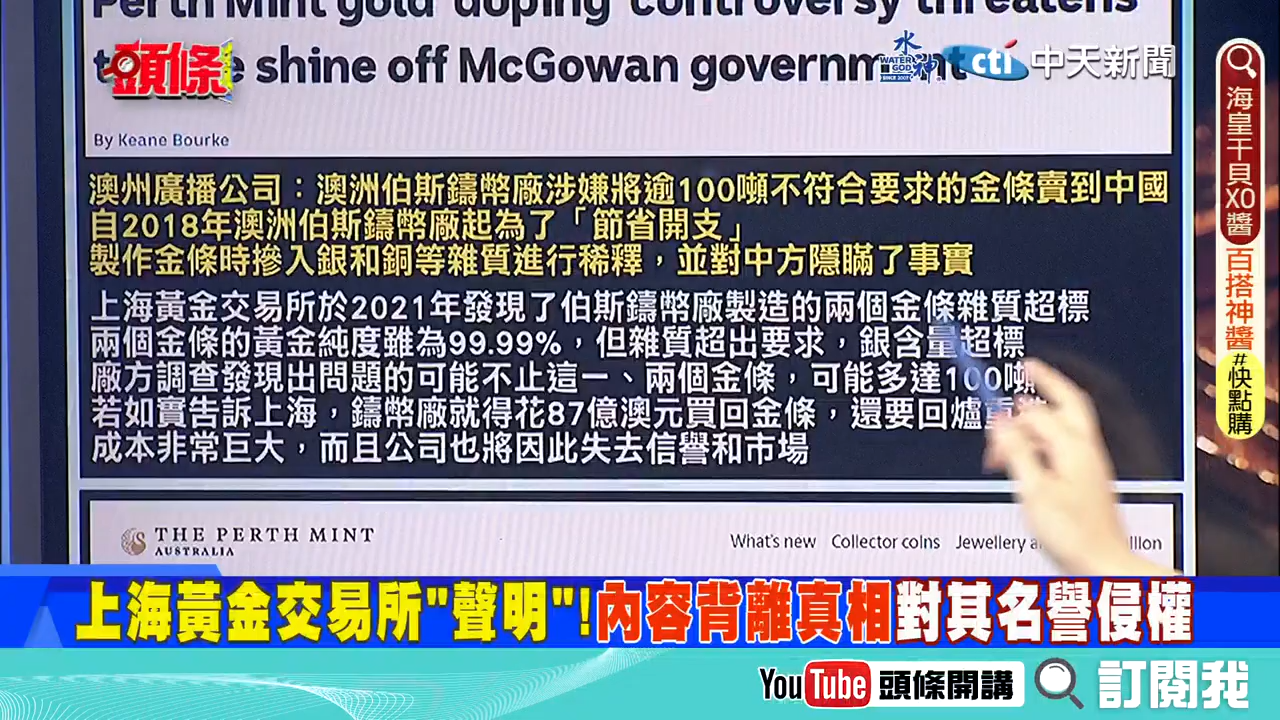 Perth Mint gold 'doping' controversy threatens
shine off McGowan
頭條
水神
WATER GOD
SINCE 2007
cti 中天新聞
By Keane Bourke
澳州廣播公司：澳洲伯斯鑄幣廠涉嫌將逾100噸不符合要求的金條賣到中國
自2018年澳洲伯斯鑄幣廠起為了「節省開支」
製作金條時摻入銀和銅等雜質進行稀釋，並對中方隱瞞了事實
上海黃金交易所於2021年發現了伯斯鑄幣廠製造的兩個金條雜質超標
兩個金條的黃金純度雖為99.99%，但雜質超出要求，銀含量超標
廠方調查發現出問題的可能不止這一、兩個金條，可能多達100噸
若如實告訴上海，鑄幣廠就得花87億澳元買回金條，還要回爐
成本非常巨大，而且公司也將因此失去信譽和市場
THE PERTH MINT
AUSTRALIA
What's new Collector coins Jewellery
海皇干貝XO醬
百搭神醬
#快點購
上海黃金交易所"聲明"!內容背離真相對其名譽侵權
YouTube 頭條開講 訂閱我